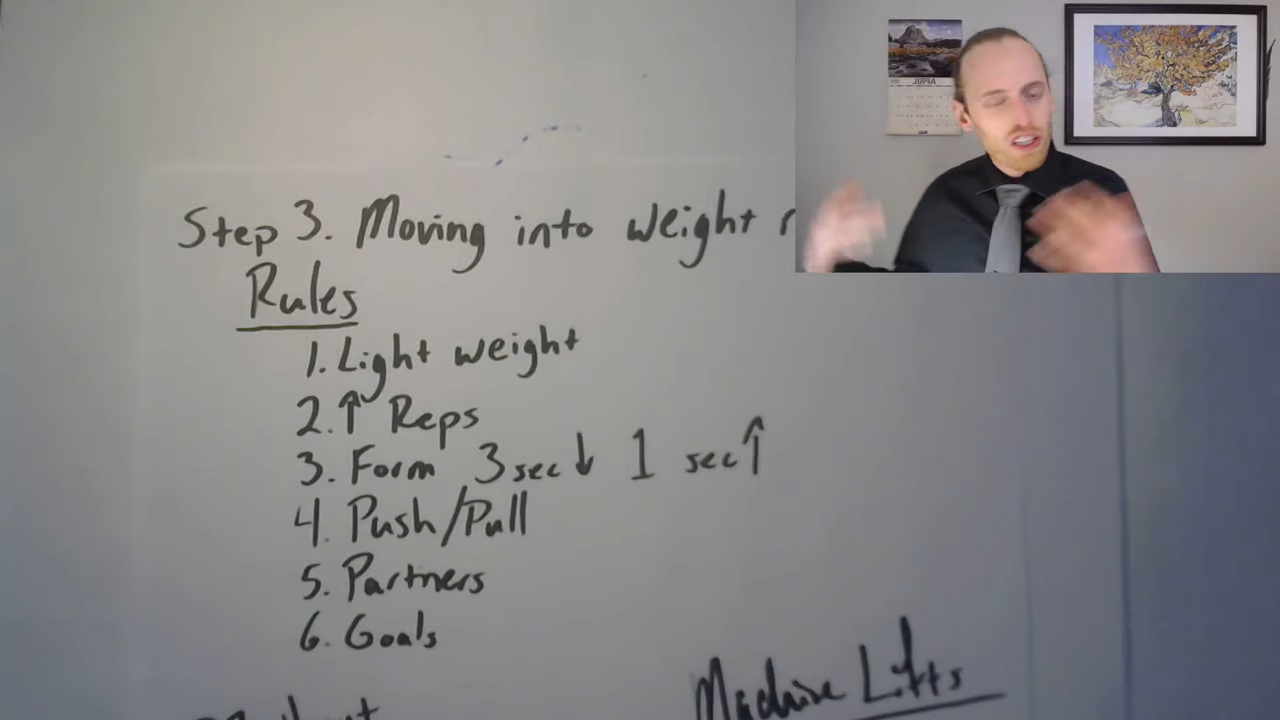 Step 3. Moving into weight
Rules
1. Light weight
2. ↑ Reps
3. Form 3 sec ↓ 1 sec ↑
4. Push/Pull
5. Partners
6. Goals
Machine Lifts
APRIL